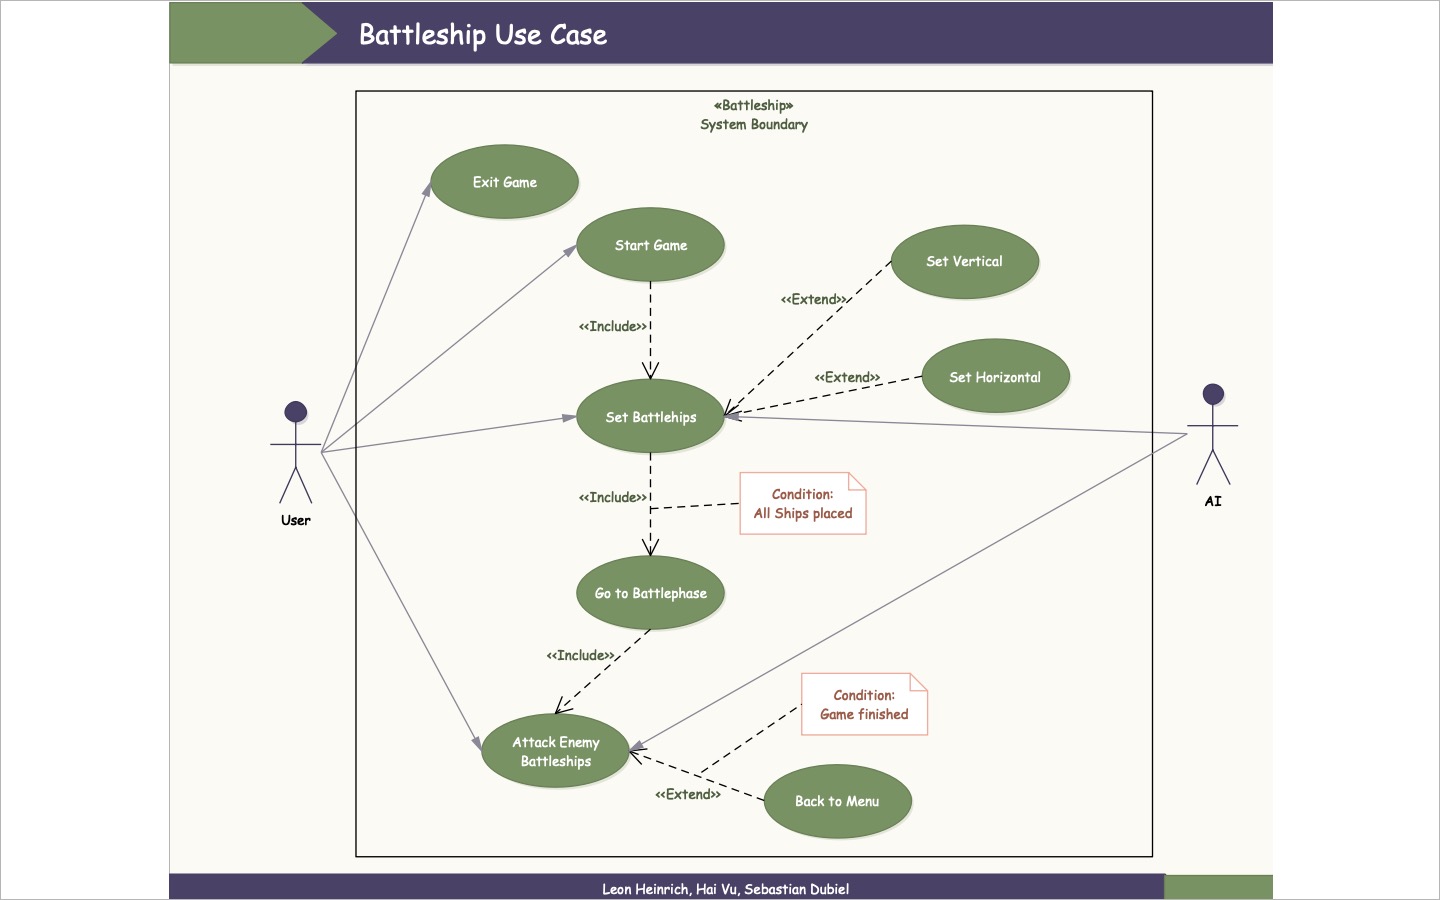 Battleship Use Case
«Battleship»
System Boundary
Exit Game
Start Game
Set Vertical
<<Extend>>
<<Include>>
Set Horizontal
<<Extend>>
Set Battlehips
<<Include>>
Condition:
All Ships placed
User
AI
Go to Battlephase
<<Include>>
Condition:
Game finished
Attack Enemy
Battleships
<<Extend>>
Back to Menu
Leon Heinrich, Hai Vu, Sebastian Dubiel